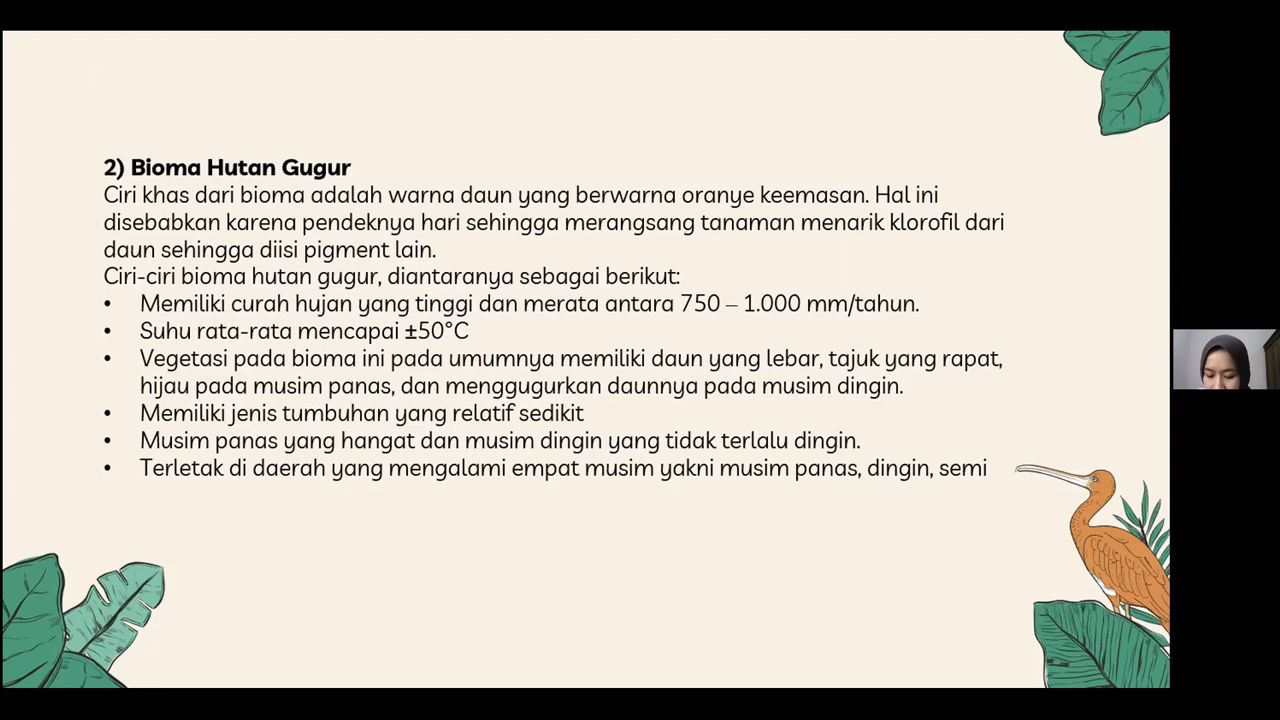 2) Bioma Hutan Gugur
Ciri khas dari bioma adalah warna daun yang berwarna oranye keemasan. Hal ini
disebabkan karena pendeknya hari sehingga merangsang tanaman menarik klorofil dari
daun sehingga diisi pigment lain.
Ciri-ciri bioma hutan gugur, diantaranya sebagai berikut:
• Memiliki curah hujan yang tinggi dan merata antara 750 – 1.000 mm/tahun.
• Suhu rata-rata mencapai ±50°C
• Vegetasi pada bioma ini pada umumnya memiliki daun yang lebar, tajuk yang rapat,
hijau pada musim panas, dan menggugurkan daunnya pada musim dingin.
• Memiliki jenis tumbuhan yang relatif sedikit
• Musim panas yang hangat dan musim dingin yang tidak terlalu dingin.
• Terletak di daerah yang mengalami empat musim yakni musim panas, dingin, semi